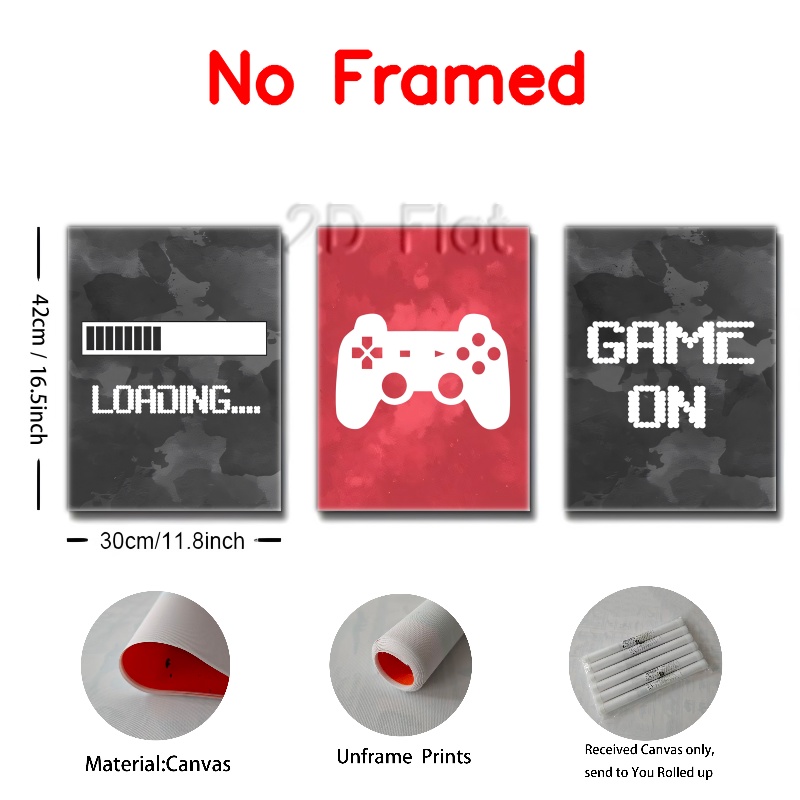 No Framed
2D Flat
42cm / 16.5inch
LOADING....
GAME
ON
30cm/11.8inch
Material:Canvas
Unframe Prints
Received Canvas only,
send to You Rolled up